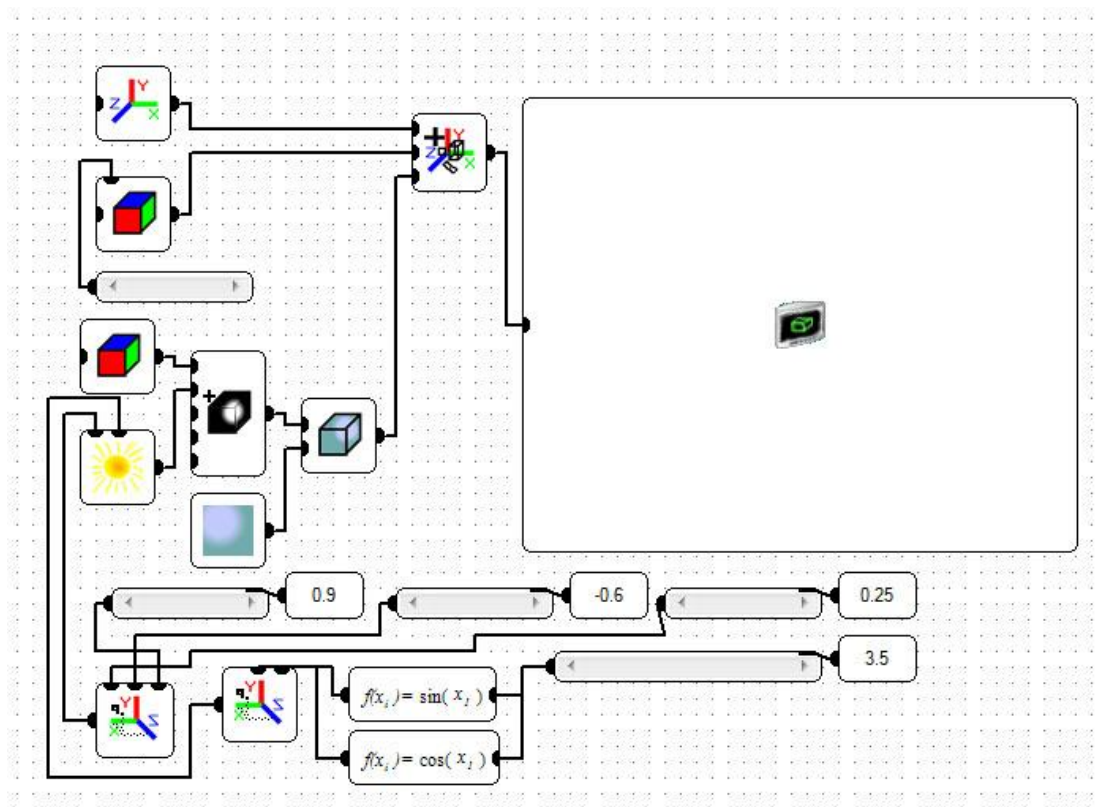 Y
Z X
Y
Z X
0.9
-0.6
0.25
3.5
f(xᵢ) = sin( x₁ )
f(xᵢ) = cos( x₁ )
q. Y
X Z
q. Y
X Z